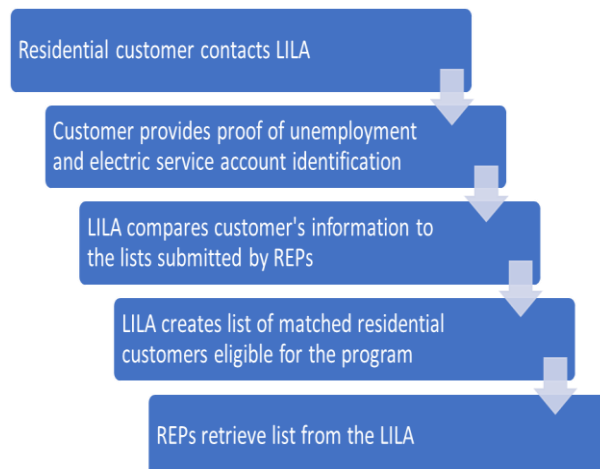 Residential customer contacts LILA
Customer provides proof of unemployment
and electric service account identification
LILA compares customer's information to
the lists submitted by REPs
LILA creates list of matched residential
customers eligible for the program
REPs retrieve list from the LILA